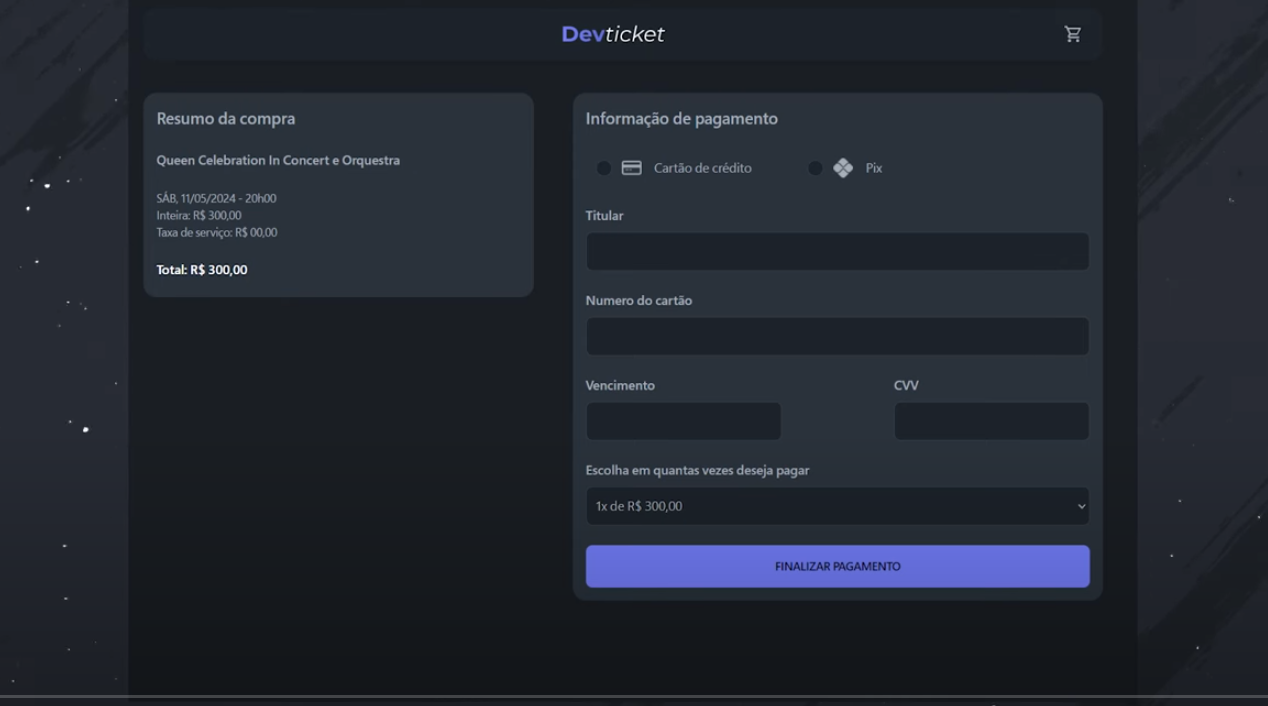 Devticket
Resumo da compra
Queen Celebration In Concert e Orquestra
SÁB, 11/05/2024 - 20h00
Inteira: R$ 300,00
Taxa de serviço: R$ 00,00
Total: R$ 300,00
Informação de pagamento
Cartão de crédito
Pix
Titular
Numero do cartão
Vencimento
CVV
Escolha em quantas vezes deseja pagar
1x de R$ 300,00
FINALIZAR PAGAMENTO